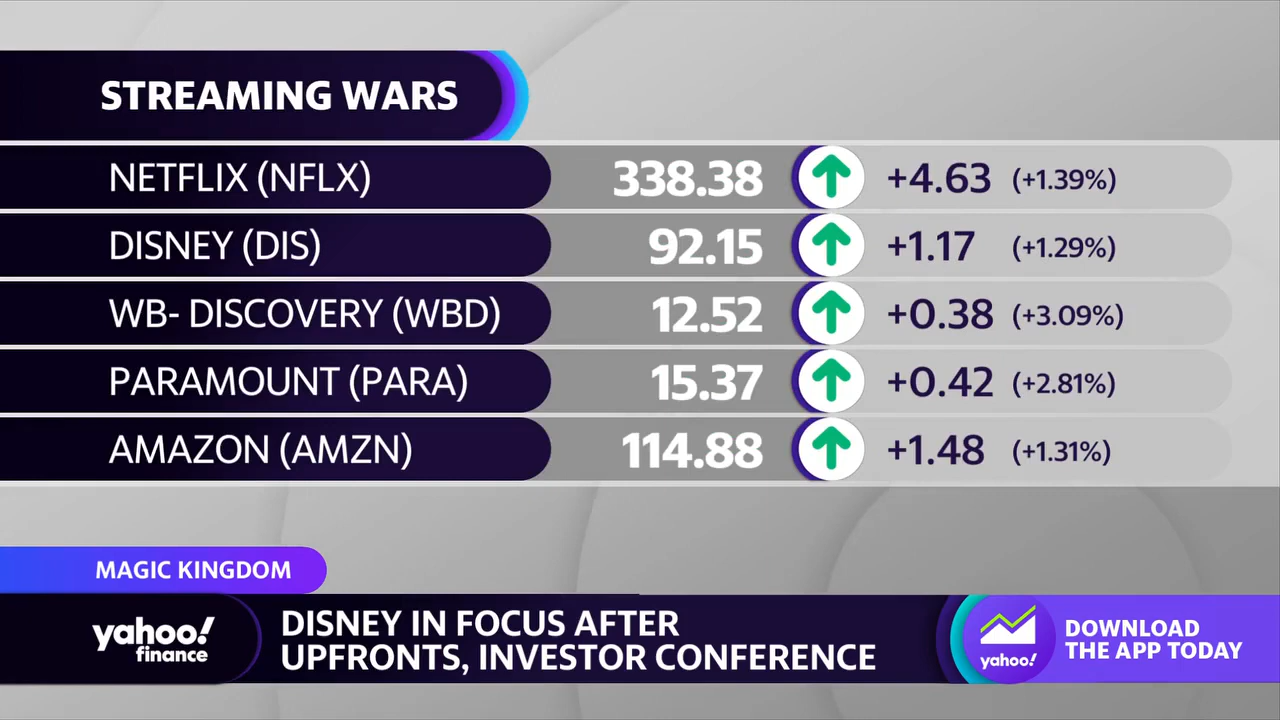 STREAMING WARS
NETFLIX (NFLX) 338.38 +4.63 (+1.39%)
DISNEY (DIS) 92.15 +1.17 (+1.29%)
WB- DISCOVERY (WBD) 12.52 +0.38 (+3.09%)
PARAMOUNT (PARA) 15.37 +0.42 (+2.81%)
AMAZON (AMZN) 114.88 +1.48 (+1.31%)
MAGIC KINGDOM
yahoo!
finance
DISNEY IN FOCUS AFTER
UPFRONTS, INVESTOR CONFERENCE
yahoo!
DOWNLOAD
THE APP TODAY